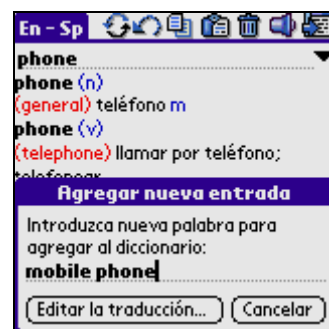 En - Sp
phone
phone (n)
(general) teléfono m
phone (v)
(telephone) llamar por teléfono;
telefonear
Agregar nueva entrada
Introduzca nueva palabra para
agregar al diccionario:
mobile phone
Editar la traducción... Cancelar